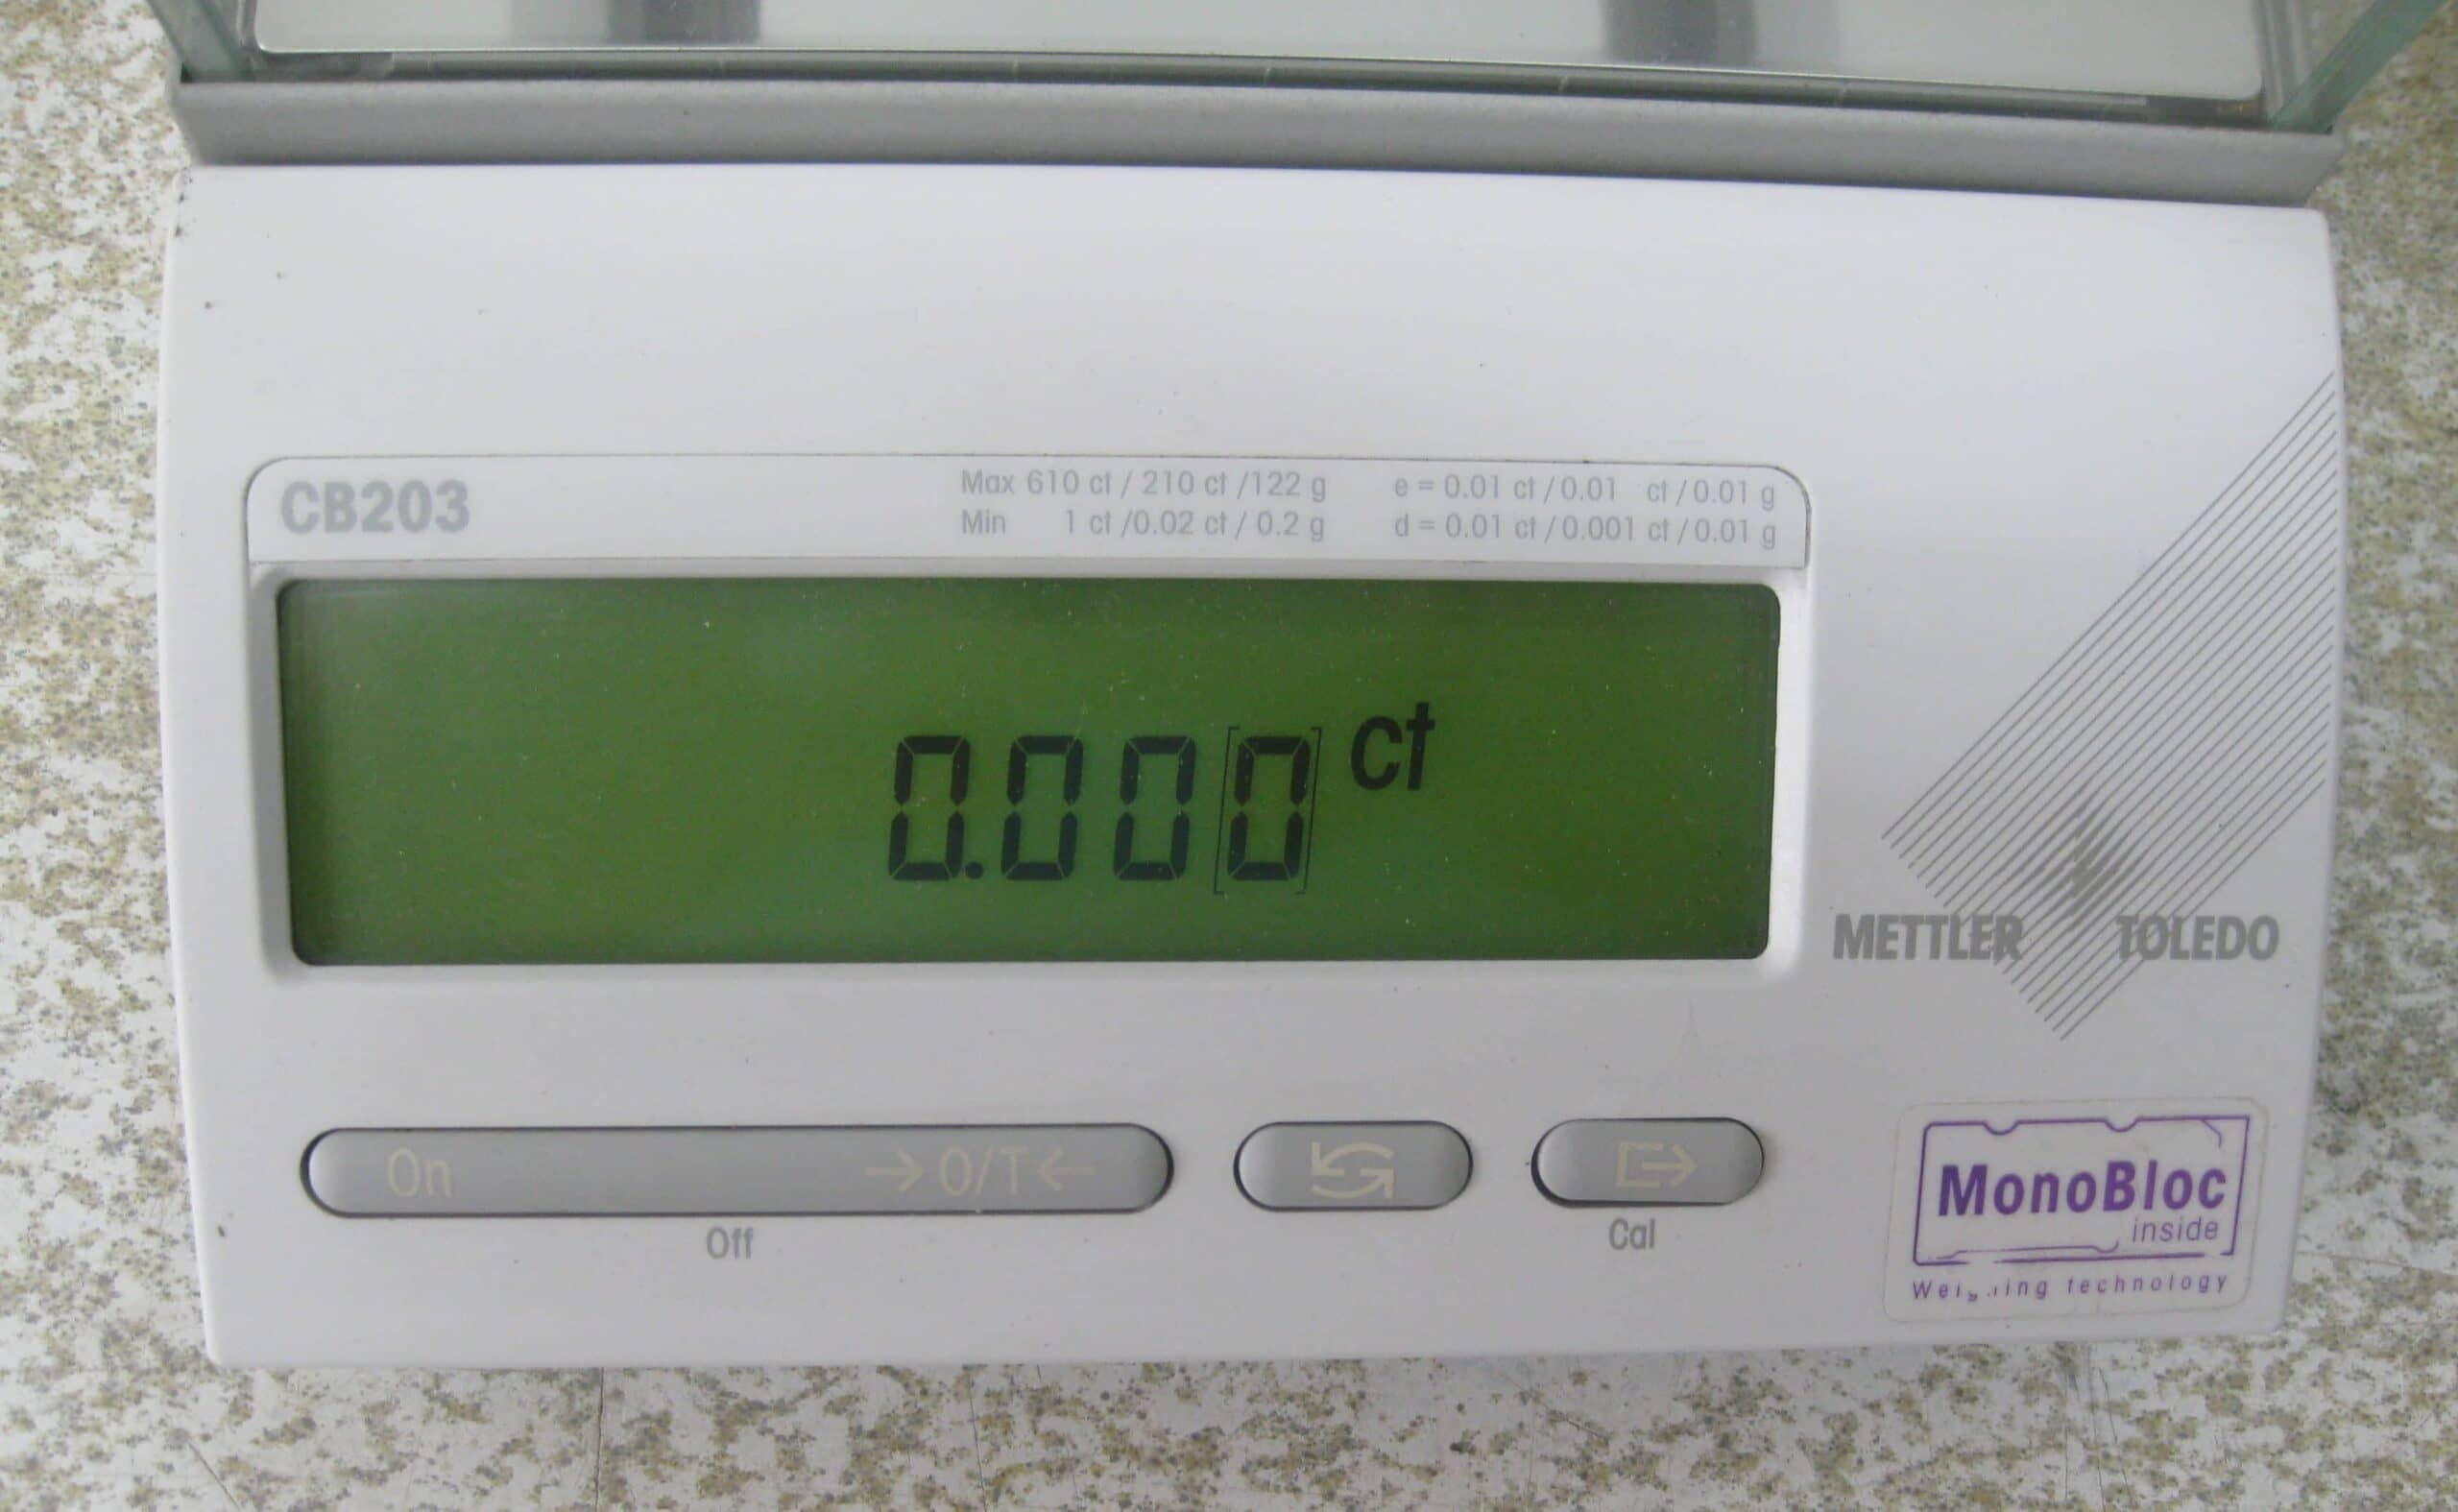 CB203
Max 610 ct / 210 ct /122 g e = 0.01 ct /0.01 ct /0.01 g
Min 1 ct /0.02 ct / 0.2 g d = 0.01 ct /0.001 ct /0.01 g
0.000 ct
METTLER TOLEDO
On →0/T←
Off
Cal
MonoBloc
inside
Weighing technology